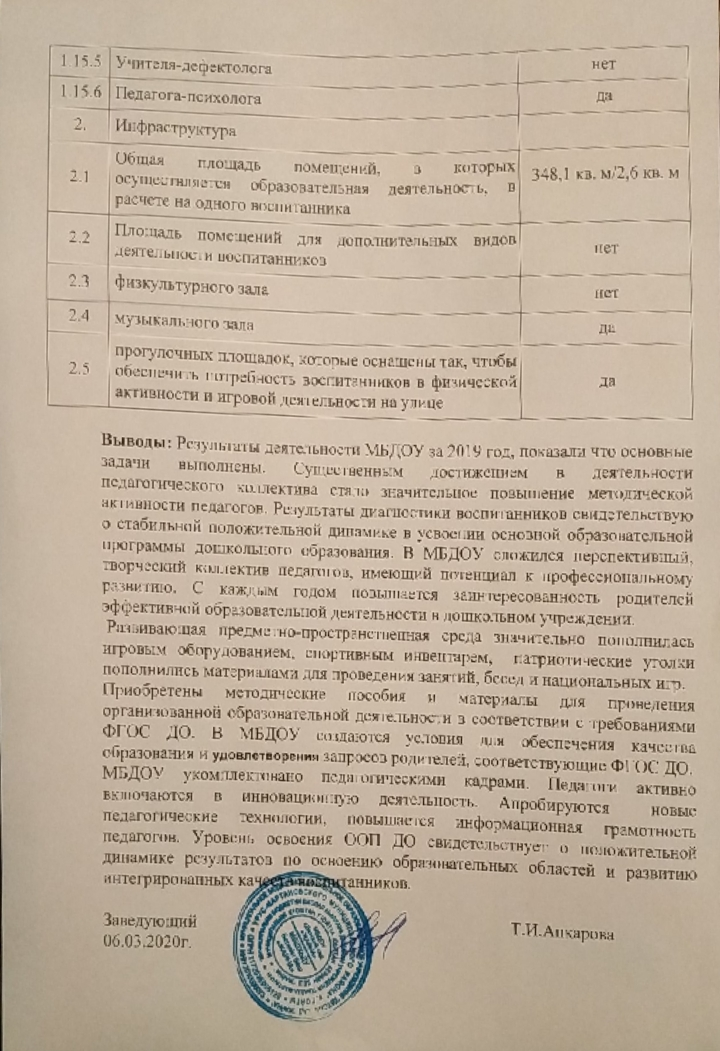 1.15.5 Учителя-дефектолога нет
1.15.6 Педагога-психолога да
2. Инфраструктура
2.1 Общая площадь помещений, в которых осуществляется образовательная деятельность, в расчете на одного воспитанника 348,1 кв. м/2,6 кв. м
2.2 Площадь помещений для дополнительных видов деятельности воспитанников нет
2.3 физкультурного зала нет
2.4 музыкального зала да
2.5 прогулочных площадок, которые оснащены так, чтобы обеспечить потребность воспитанников в физической активности и игровой деятельности на улице да
Выводы: Результаты деятельности МБДОУ за 2019 год, показали что основные
задачи выполнены. Существенным достижением в деятельности
педагогического коллектива стало значительное повышение методической
активности педагогов. Результаты диагностики воспитанников свидетельствую
о стабильной положительной динамике в усвоении основной образовательной
программы дошкольного образования. В МБДОУ сложился перспективный,
творческий коллектив педагогов, имеющий потенциал к профессиональному
развитию. С каждым годом повышается заинтересованность родителей
эффективной образовательной деятельности в дошкольном учреждении.
Развивающая предметно-пространственная среда значительно пополнилась
игровым оборудованием, спортивным инвентарем, патриотические уголки
пополнились материалами для проведения занятий, бесед и национальных игр.
Приобретены методические пособия и материалы для проведения
организованной образовательной деятельности в соответствии с требованиями
ФГОС ДО. В МБДОУ создаются условия для обеспечения качества
образования и удовлетворения запросов родителей, соответствующие ФГОС ДО.
МБДОУ укомплектовано педагогическими кадрами. Педагоги активно
включаются в инновационную деятельность. Апробируются новые
педагогические технологии, повышается информационная грамотность
педагогов. Уровень освоения ООП ДО свидетельствует о положительной
динамике результатов по освоению образовательных областей и развитию
интегрированных качеств воспитанников.
Заведующий Т.И.Ацкарова
06.03.2020г.